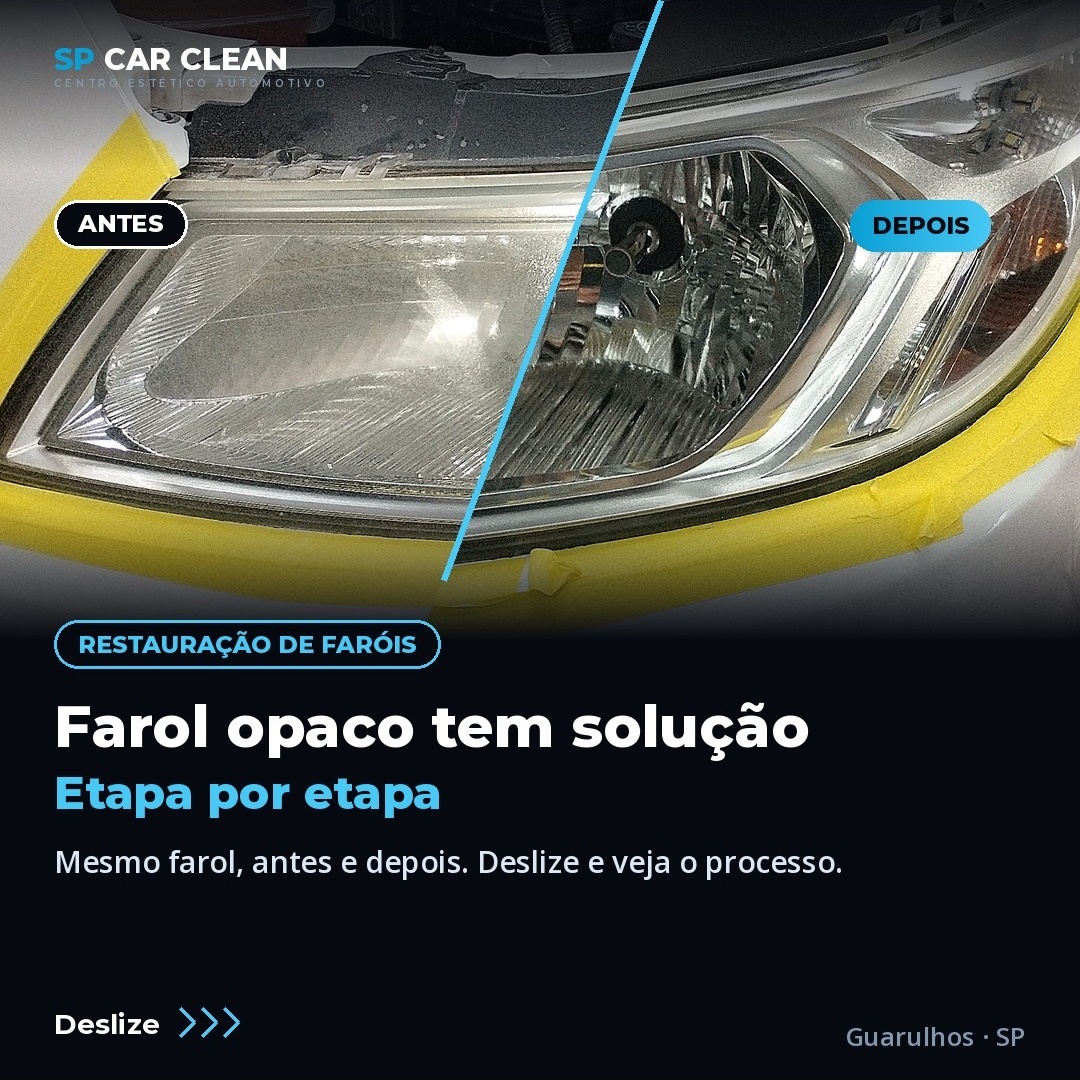 SP CAR CLEAN
CENTRO ESTÉTICO AUTOMOTIVO
ANTES
DEPOIS
RESTAURAÇÃO DE FARÓIS
Farol opaco tem solução
Etapa por etapa
Mesmo farol, antes e depois. Deslize e veja o processo.
Deslize
Guarulhos · SP